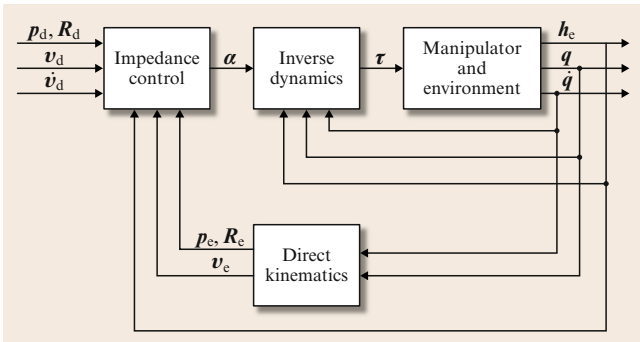 p_d, R_d
v_d
v̇_d
Impedance
control
α
Inverse
dynamics
τ
Manipulator
and
environment
h_e
q
q̇
p_e, R_e
v_e
Direct
kinematics